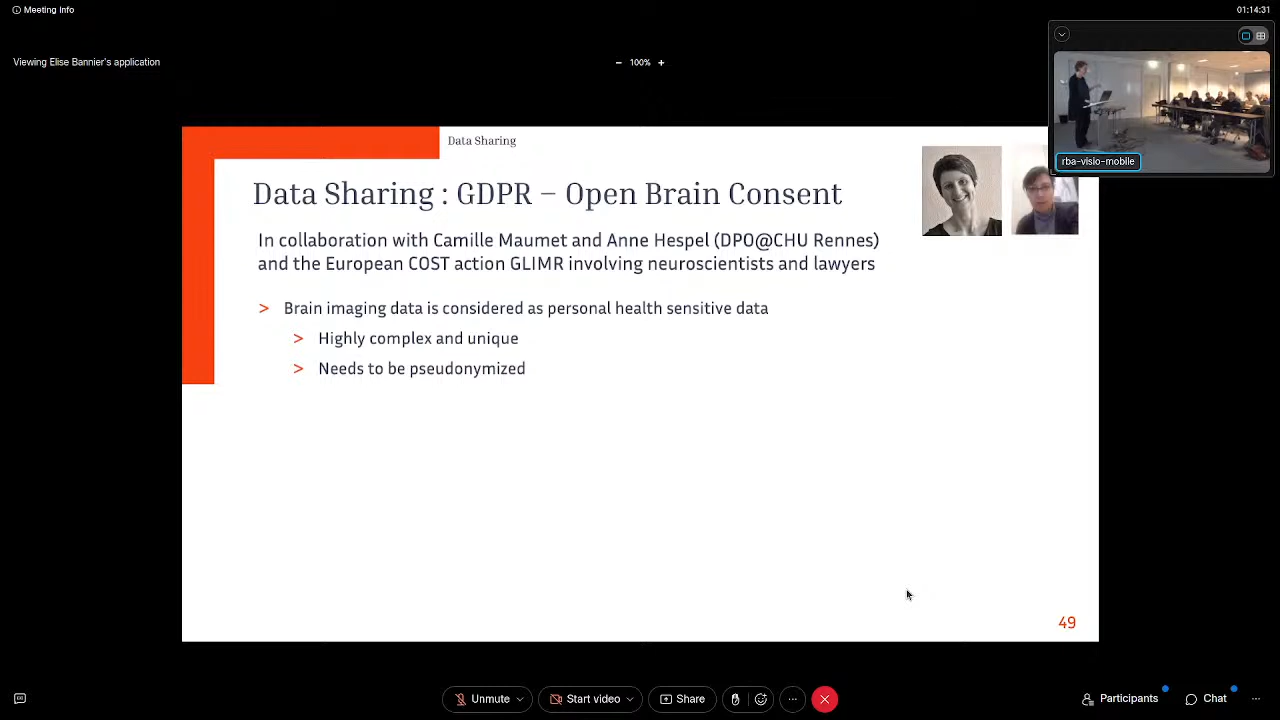 Meeting Info
01:14:31
Viewing Elise Bannier's application
100%
rba-visio-mobile
Data Sharing
Data Sharing : GDPR – Open Brain Consent
In collaboration with Camille Maumet and Anne Hespel (DPO@CHU Rennes)
and the European COST action GLIMR involving neuroscientists and lawyers
> Brain imaging data is considered as personal health sensitive data
> Highly complex and unique
> Needs to be pseudonymized
49
Unmute
Start video
Share
Participants
Chat